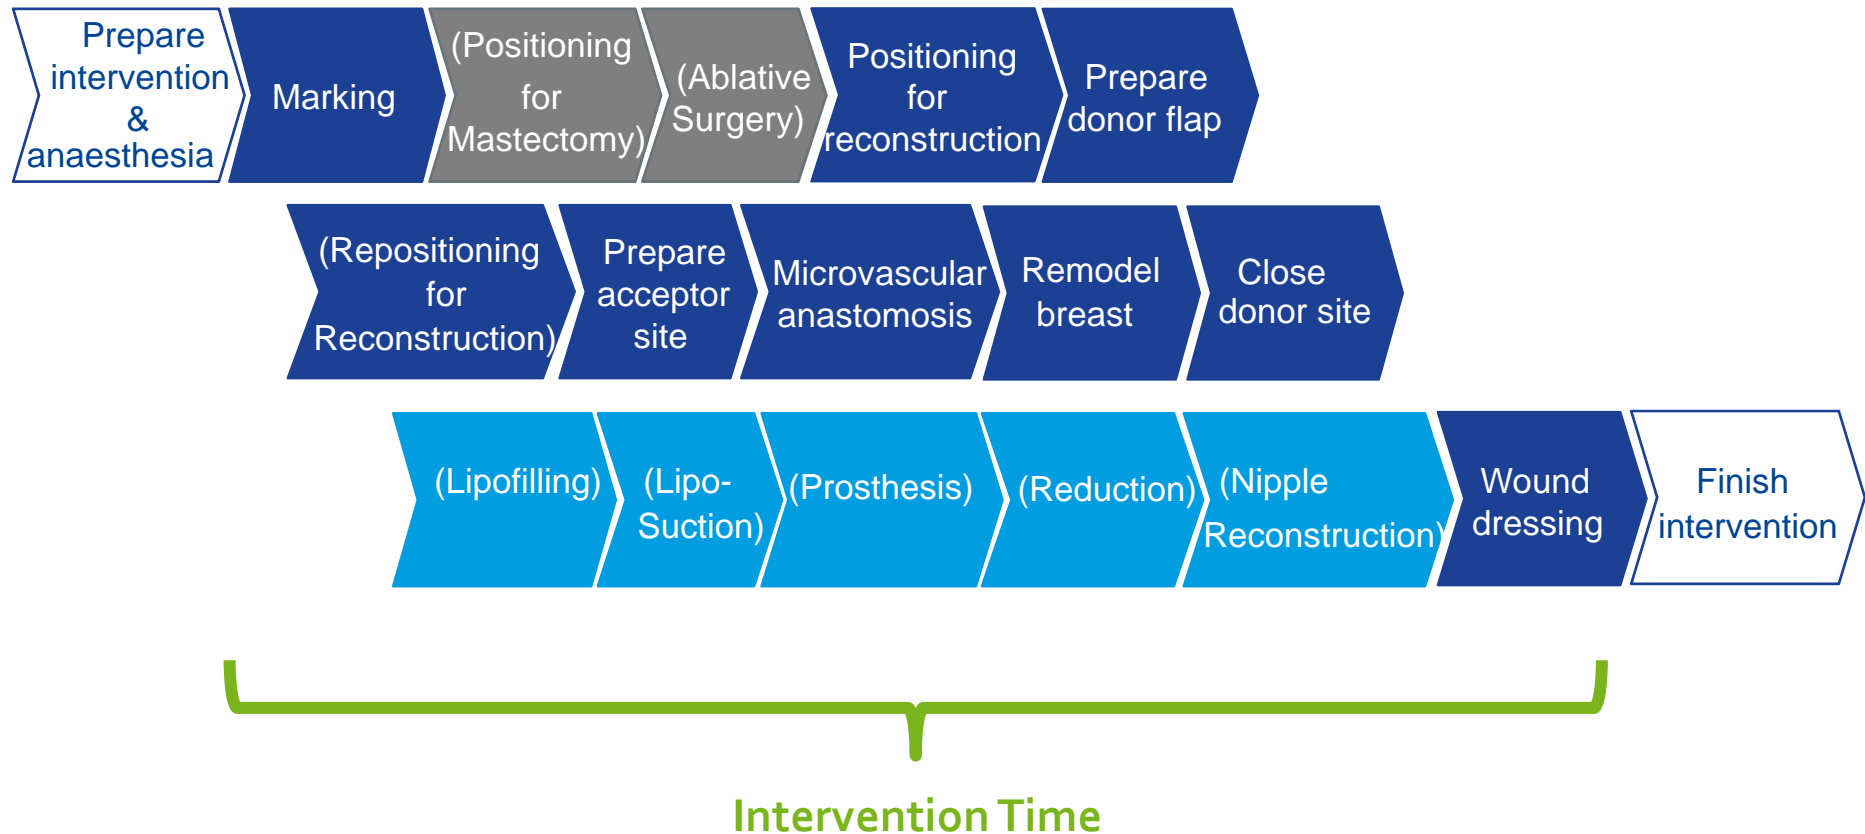 Prepare
intervention
&
anaesthesia
Marking
(Positioning
for
Mastectomy)
(Ablative
Surgery)
Positioning
for
reconstruction
Prepare
donor flap
(Repositioning
for
Reconstruction)
Prepare
acceptor
site
Microvascular
anastomosis
Remodel
breast
Close
donor site
(Lipofilling)
(Lipo-
Suction)
(Prosthesis)
(Reduction)
(Nipple
Reconstruction)
Wound
dressing
Finish
intervention
Intervention Time